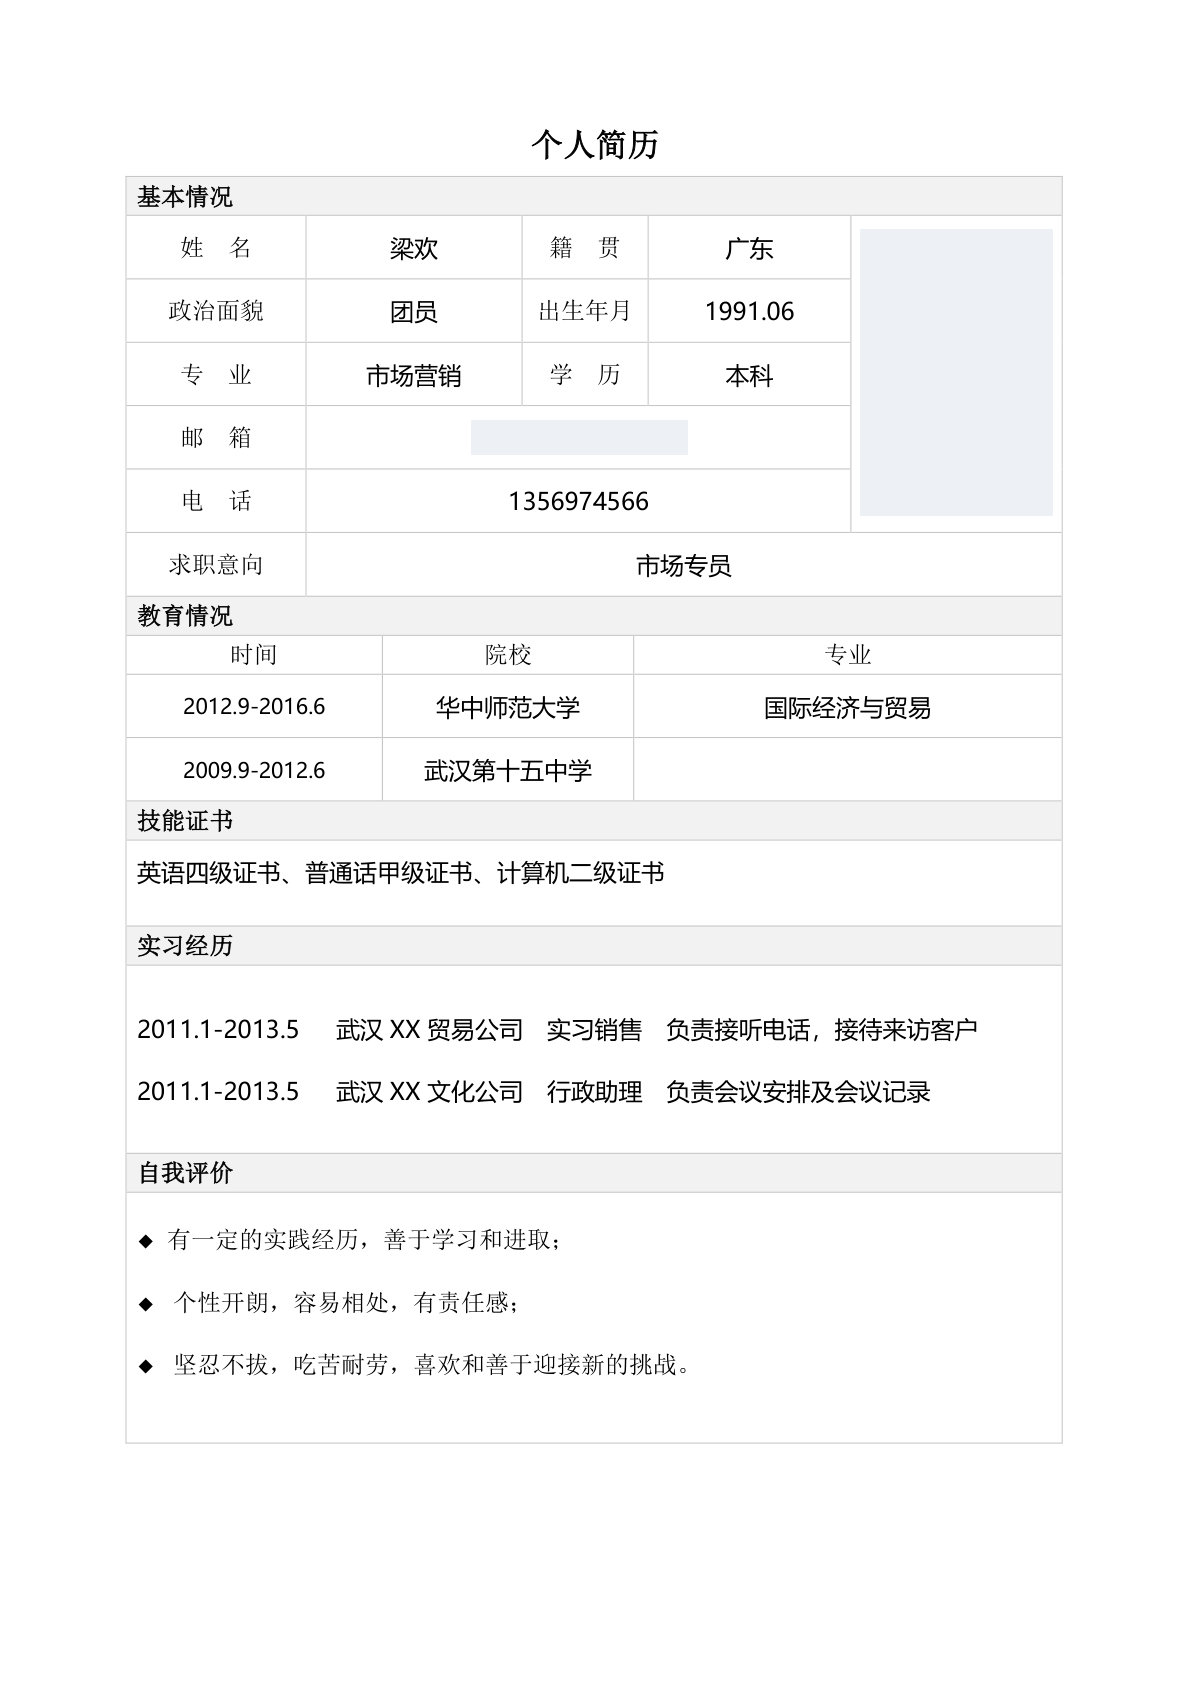 个人简历
基本情况
姓 名 梁欢 籍 贯 广东
政治面貌 团员 出生年月 1991.06
专 业 市场营销 学 历 本科
邮 箱
电 话 1356974566
求职意向 市场专员
教育情况
时间 院校 专业
2012.9-2016.6 华中师范大学 国际经济与贸易
2009.9-2012.6 武汉第十五中学
技能证书
英语四级证书、普通话甲级证书、计算机二级证书
实习经历
2011.1-2013.5 武汉 XX 贸易公司 实习销售 负责接听电话，接待来访客户
2011.1-2013.5 武汉 XX 文化公司 行政助理 负责会议安排及会议记录
自我评价
◆ 有一定的实践经历，善于学习和进取；
◆ 个性开朗，容易相处，有责任感；
◆ 坚忍不拔，吃苦耐劳，喜欢和善于迎接新的挑战。